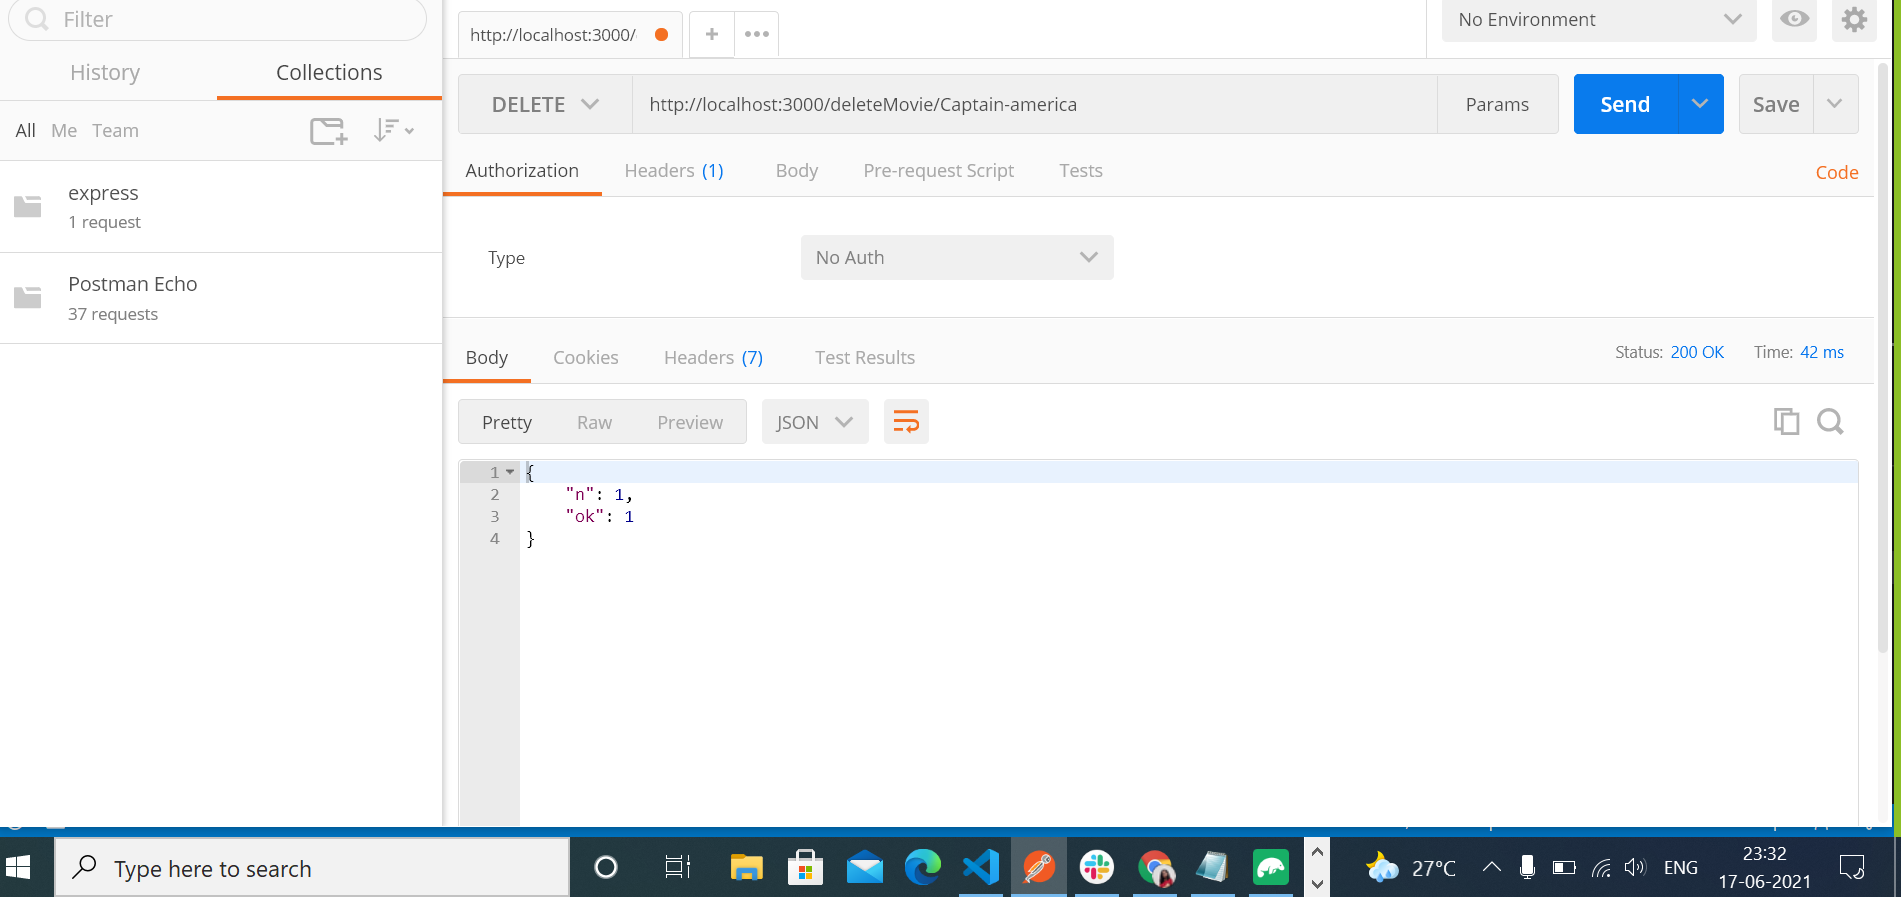 Filter
History Collections
All Me Team
express
1 request
Postman Echo
37 requests
http://localhost:3000/
No Environment
DELETE http://localhost:3000/deleteMovie/Captain-america Params Send Save
Authorization Headers (1) Body Pre-request Script Tests Code
Type No Auth
Body Cookies Headers (7) Test Results Status: 200 OK Time: 42 ms
Pretty Raw Preview JSON
1 {
2 "n": 1,
3 "ok": 1
4 }
Type here to search
27°C
ENG
23:32
17-06-2021